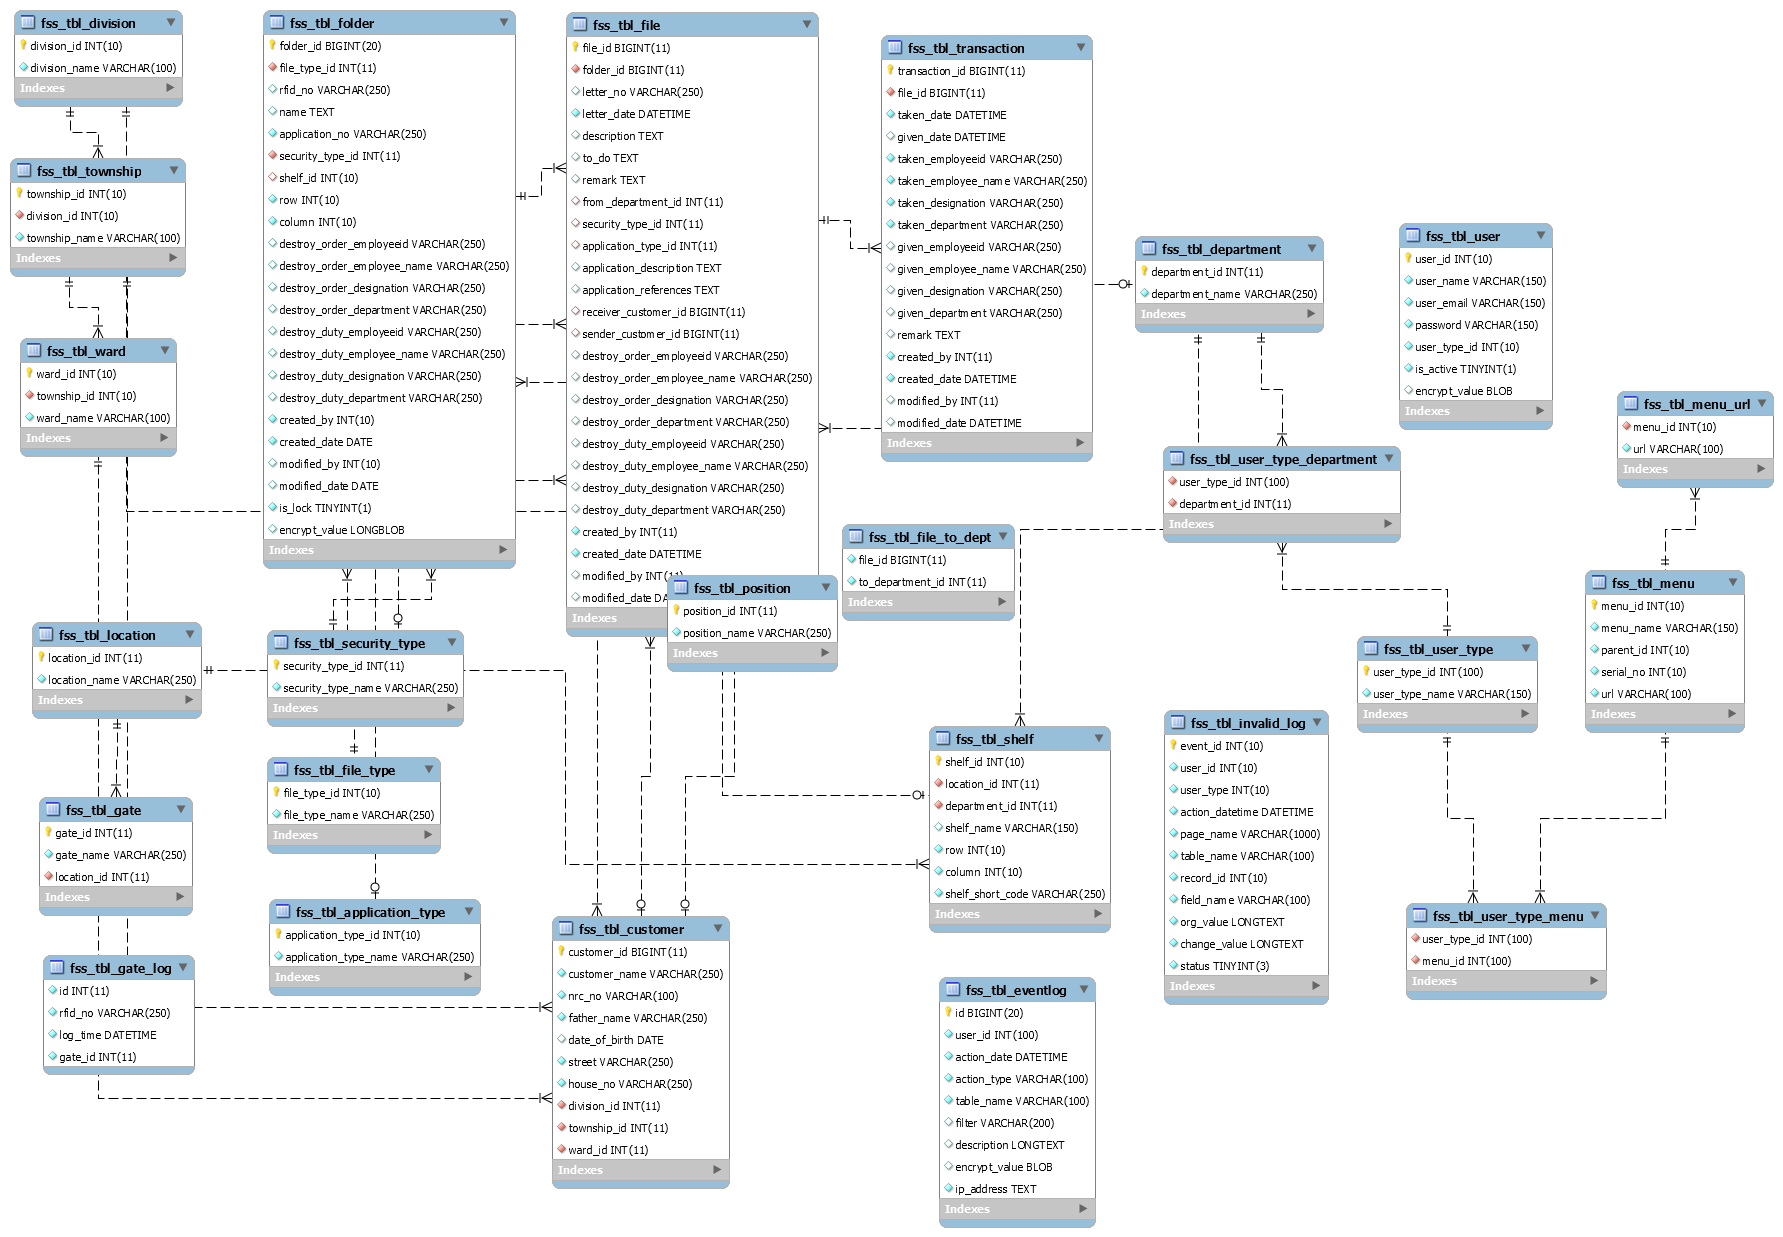 fss_tbl_division
division_id INT(10)
division_name VARCHAR(100)
Indexes
fss_tbl_township
township_id INT(10)
division_id INT(10)
township_name VARCHAR(100)
Indexes
fss_tbl_ward
ward_id INT(10)
township_id INT(10)
ward_name VARCHAR(100)
Indexes
fss_tbl_location
location_id INT(11)
location_name VARCHAR(250)
Indexes
fss_tbl_gate
gate_id INT(11)
gate_name VARCHAR(250)
location_id INT(11)
Indexes
fss_tbl_gate_log
id INT(11)
rfid_no VARCHAR(250)
log_time DATETIME
gate_id INT(11)
fss_tbl_folder
folder_id BIGINT(20)
file_type_id INT(11)
rfid_no VARCHAR(250)
name TEXT
application_no VARCHAR(250)
security_type_id INT(11)
shelf_id INT(10)
row INT(10)
column INT(10)
destroy_order_employeeid VARCHAR(250)
destroy_order_employee_name VARCHAR(250)
destroy_order_designation VARCHAR(250)
destroy_order_department VARCHAR(250)
destroy_duty_employeeid VARCHAR(250)
destroy_duty_employee_name VARCHAR(250)
destroy_duty_designation VARCHAR(250)
destroy_duty_department VARCHAR(250)
created_by INT(10)
created_date DATE
modified_by INT(10)
modified_date DATE
is_lock TINYINT(1)
encrypt_value LONGBLOB
Indexes
fss_tbl_security_type
security_type_id INT(11)
security_type_name VARCHAR(250)
Indexes
fss_tbl_file_type
file_type_id INT(10)
file_type_name VARCHAR(250)
Indexes
fss_tbl_application_type
application_type_id INT(10)
application_type_name VARCHAR(250)
Indexes
fss_tbl_file
file_id BIGINT(11)
folder_id BIGINT(11)
letter_no VARCHAR(250)
letter_date DATETIME
description TEXT
to_do TEXT
remark TEXT
from_department_id INT(11)
security_type_id INT(11)
application_type_id INT(11)
application_description TEXT
application_references TEXT
receiver_customer_id BIGINT(11)
sender_customer_id BIGINT(11)
destroy_order_employeeid VARCHAR(250)
destroy_order_employee_name VARCHAR(250)
destroy_order_designation VARCHAR(250)
destroy_order_department VARCHAR(250)
destroy_duty_employeeid VARCHAR(250)
destroy_duty_employee_name VARCHAR(250)
destroy_duty_designation VARCHAR(250)
destroy_duty_department VARCHAR(250)
created_by INT(11)
created_date DATETIME
modified_by INT(11)
modified_date DA
Indexes
fss_tbl_position
position_id INT(11)
position_name VARCHAR(250)
Indexes
fss_tbl_customer
customer_id BIGINT(11)
customer_name VARCHAR(250)
nrc_no VARCHAR(100)
father_name VARCHAR(250)
date_of_birth DATE
street VARCHAR(250)
house_no VARCHAR(250)
division_id INT(11)
township_id INT(11)
ward_id INT(11)
Indexes
fss_tbl_transaction
transaction_id BIGINT(11)
file_id BIGINT(11)
taken_date DATETIME
given_date DATETIME
taken_employeeid VARCHAR(250)
taken_employee_name VARCHAR(250)
taken_designation VARCHAR(250)
taken_department VARCHAR(250)
given_employeeid VARCHAR(250)
given_employee_name VARCHAR(250)
given_designation VARCHAR(250)
given_department VARCHAR(250)
remark TEXT
created_by INT(11)
created_date DATETIME
modified_by INT(11)
modified_date DATETIME
Indexes
fss_tbl_file_to_dept
file_id BIGINT(11)
to_department_id INT(11)
Indexes
fss_tbl_shelf
shelf_id INT(10)
location_id INT(11)
department_id INT(11)
shelf_name VARCHAR(150)
row INT(10)
column INT(10)
shelf_short_code VARCHAR(250)
Indexes
fss_tbl_eventlog
id BIGINT(20)
user_id INT(100)
action_date DATETIME
action_type VARCHAR(100)
table_name VARCHAR(100)
filter VARCHAR(200)
description LONGTEXT
encrypt_value BLOB
ip_address TEXT
Indexes
fss_tbl_department
department_id INT(11)
department_name VARCHAR(250)
Indexes
fss_tbl_user_type_department
user_type_id INT(100)
department_id INT(11)
Indexes
fss_tbl_invalid_log
event_id INT(10)
user_id INT(10)
user_type INT(10)
action_datetime DATETIME
page_name VARCHAR(1000)
table_name VARCHAR(100)
record_id INT(10)
field_name VARCHAR(100)
org_value LONGTEXT
change_value LONGTEXT
status TINYINT(3)
Indexes
fss_tbl_user
user_id INT(10)
user_name VARCHAR(150)
user_email VARCHAR(150)
password VARCHAR(150)
user_type_id INT(10)
is_active TINYINT(1)
encrypt_value BLOB
Indexes
fss_tbl_user_type
user_type_id INT(100)
user_type_name VARCHAR(150)
Indexes
fss_tbl_user_type_menu
user_type_id INT(100)
menu_id INT(100)
Indexes
fss_tbl_menu_url
menu_id INT(10)
url VARCHAR(100)
Indexes
fss_tbl_menu
menu_id INT(10)
menu_name VARCHAR(150)
parent_id INT(10)
serial_no INT(10)
url VARCHAR(100)
Indexes